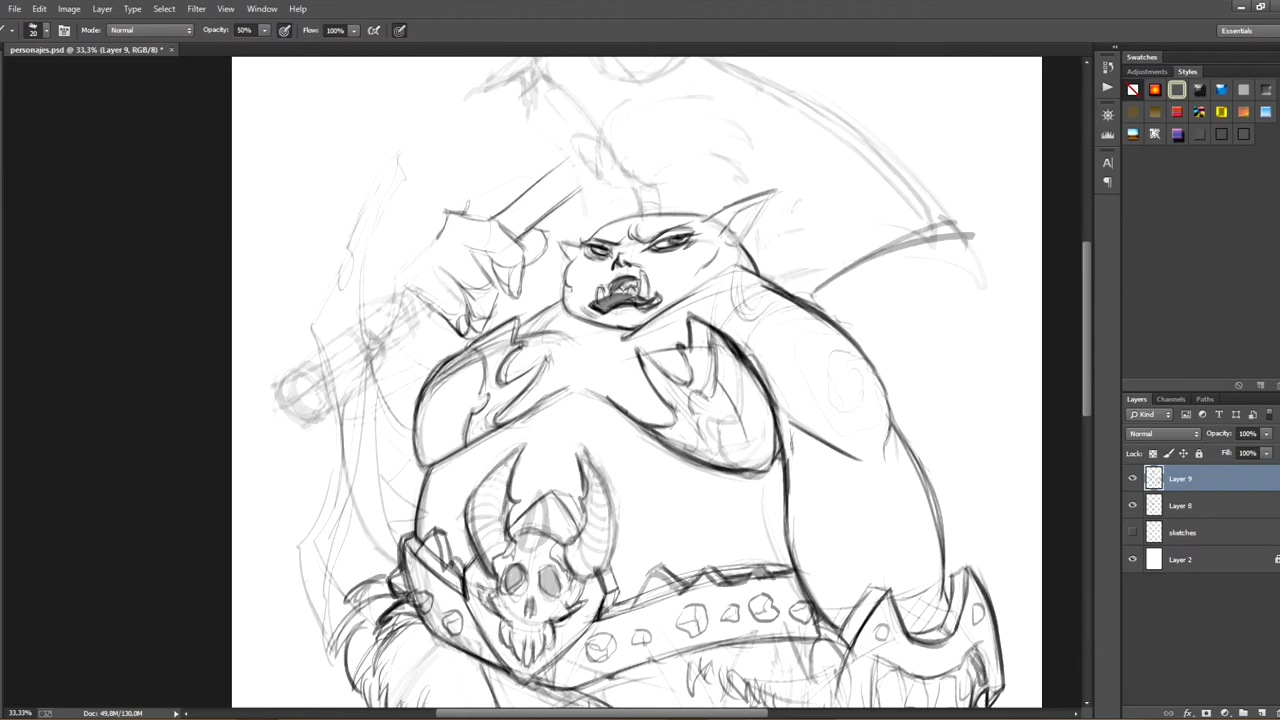 File Edit Image Layer Type Select Filter View Window Help
20 Mode: Normal Opacity: 50% Flow: 100% Essentials
personajes.psd @ 33,3% (Layer 9, RGB/8) * ×
Swatches
Adjustments Styles
Layers Channels Paths
Kind
Normal Opacity: 100%
Lock: Fill: 100%
Layer 9
Layer 8
sketches
Layer 2
33,33% Doc: 49,8M/130,0M